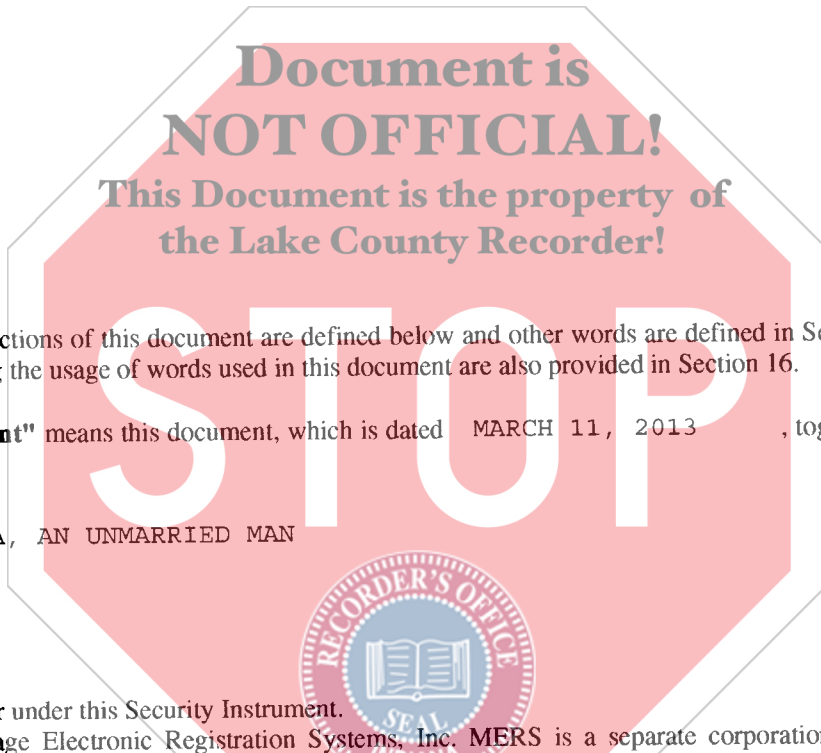 Document is
NOT OFFICIAL!
This Document is the property of
the Lake County Recorder!
ctions of this document are defined below and other words are defined in Se
the usage of words used in this document are also provided in Section 16.
nt" means this document, which is dated MARCH 11, 2013 , tog
STOP
A, AN UNMARRIED MAN
RECORDER'S OFFICE
SEAL
r under this Security Instrument.
age Electronic Registration Systems, Inc. MERS is a separate corporation